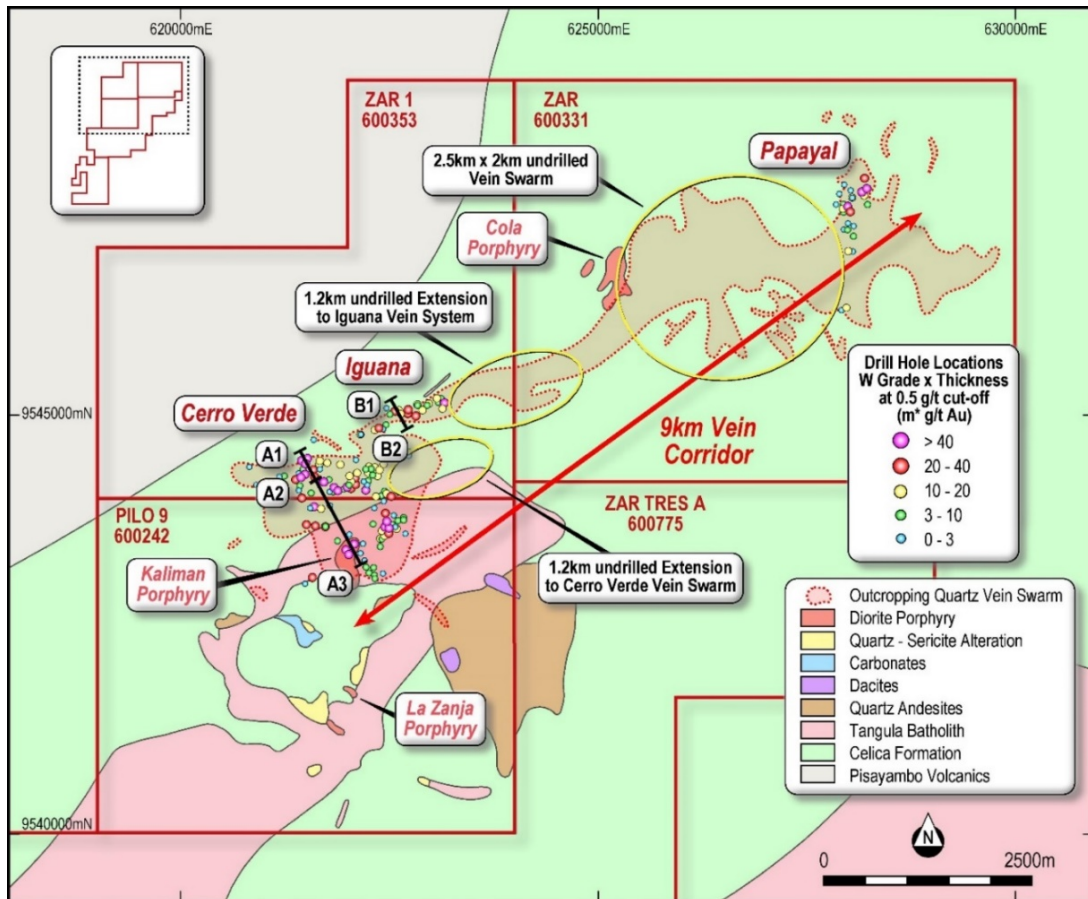 620000mE
625000mE
630000mE
ZAR 1
600353
ZAR
600331
2.5km x 2km undrilled
Vein Swarm
Papayal
Cola
Porphyry
1.2km undrilled Extension
to Iguana Vein System
Iguana
Cerro Verde
B1
B2
9545000mN
A1
A2
A3
9km Vein
Corridor
PILO 9
600242
ZAR TRES A
600775
Kaliman
Porphyry
1.2km undrilled Extension
to Cerro Verde Vein Swarm
La Zanja
Porphyry
9540000mN
Drill Hole Locations
W Grade x Thickness
at 0.5 g/t cut-off
(m* g/t Au)
> 40
20 - 40
10 - 20
3 - 10
0 - 3
Outcropping Quartz Vein Swarm
Diorite Porphyry
Quartz - Sericite Alteration
Carbonates
Dacites
Quartz Andesites
Tangula Batholith
Celica Formation
Pisayambo Volcanics
N
0
2500m